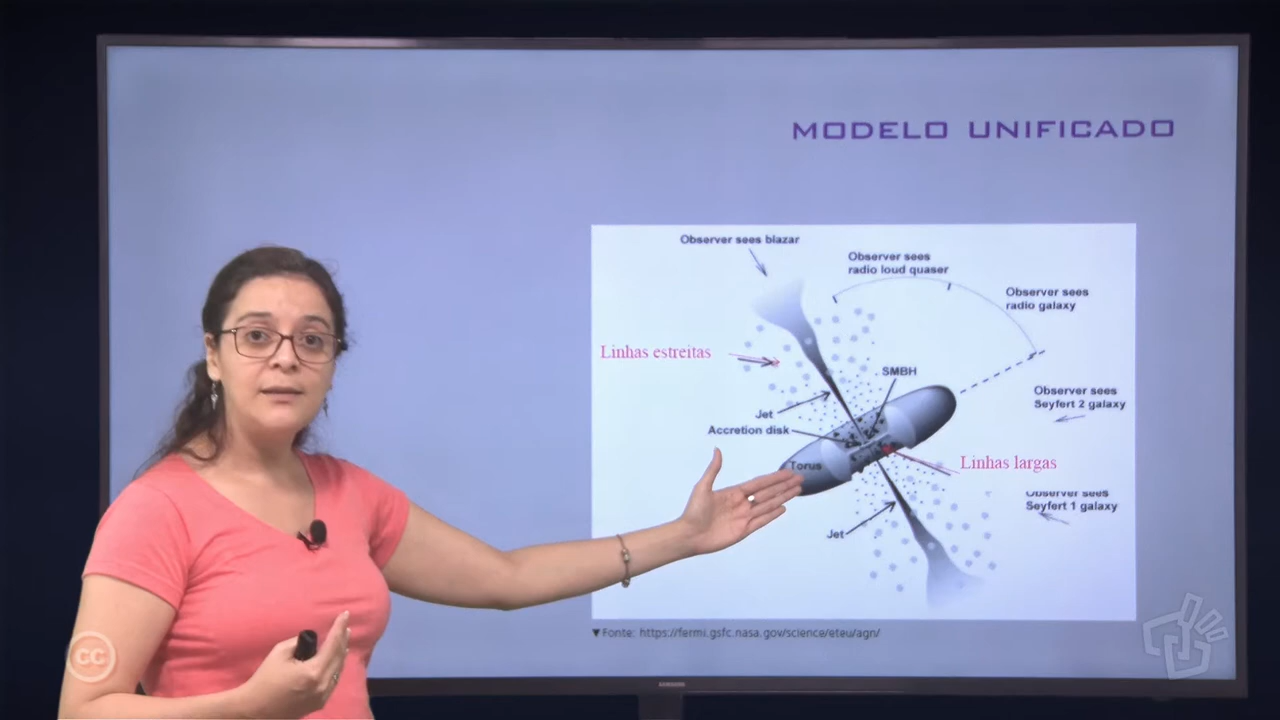 MODELO UNIFICADO
Observer sees blazar
Observer sees
radio loud quaser
Observer sees
radio galaxy
Linhas estreitas
SMBH
Observer sees
Seyfert 2 galaxy
Jet
Accretion disk
Torus
Linhas largas
Observer sees
Seyfert 1 galaxy
Jet
▼Fonte: https://fermi.gsfc.nasa.gov/science/eteu/agn/
cc